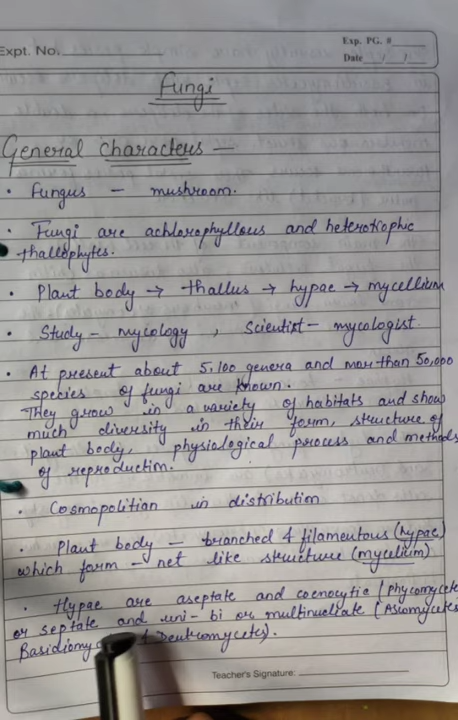 Exp. PG. #
Expt. No.
Date / /
Fungi
General characters —
• Fungus — mushroom.
• Fungi are achlorophyllous and heterotrophic
thallophytes.
• Plant body → thallus → hypae → mycellium
• Study - mycology , Scientist - mycologist.
• At present about 5,100 genera and more than 50,000
species of fungi are known.
They grow in a variety of habitats and show
much diversity in their form, structure of
plant body, physiological process and methods
of reproduction.
• Cosmopolition in distribution
• Plant body — branched & filamentous (hypae)
which form — net like structure (mycelium)
• Hypae are aseptate and coenocytic (Phycomycete
or septate and uni - bi or multinucliate (Ascomycetes
& Deuteromycetes).
Teacher's Signature: